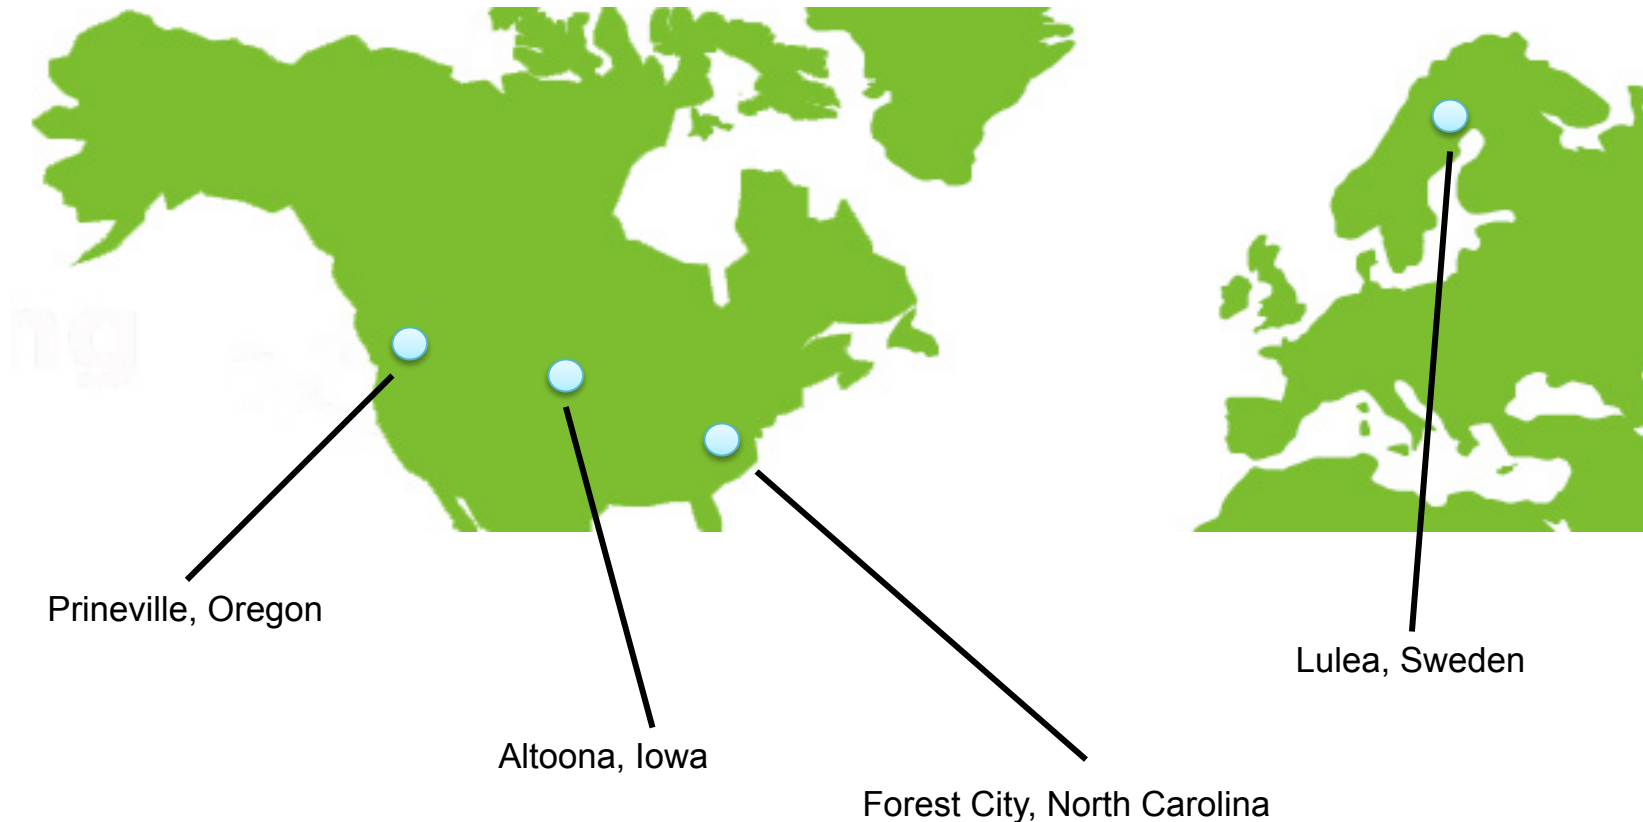 Prineville, Oregon
Lulea, Sweden
Altoona, Iowa
Forest City, North Carolina